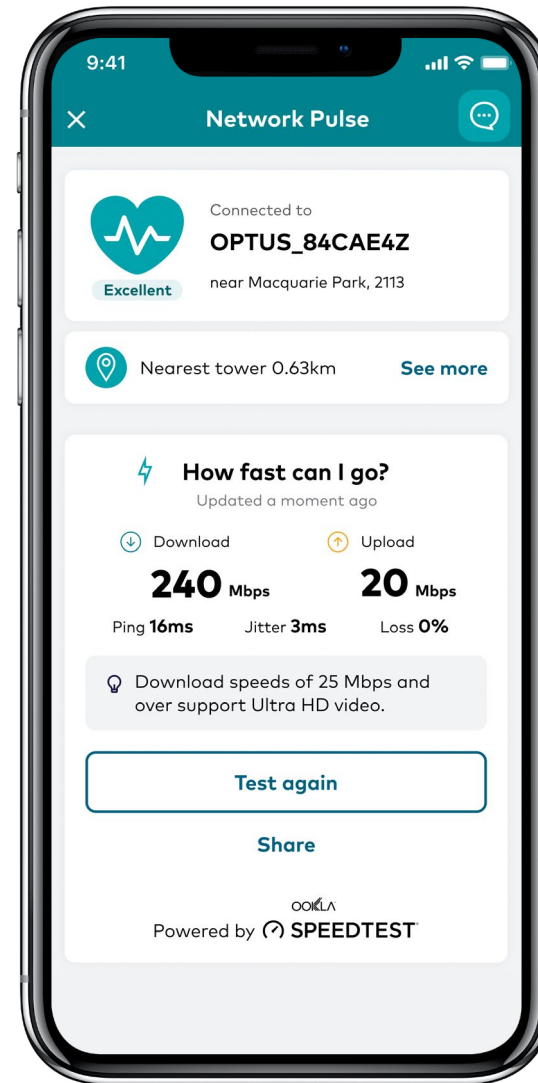 9:41
Network Pulse
Connected to
OPTUS_84CAE4Z
Excellent
near Macquarie Park, 2113
Nearest tower 0.63km See more
How fast can I go?
Updated a moment ago
Download Upload
240 Mbps 20 Mbps
Ping 16ms Jitter 3ms Loss 0%
Download speeds of 25 Mbps and
over support Ultra HD video.
Test again
Share
OOKLA
Powered by SPEEDTEST